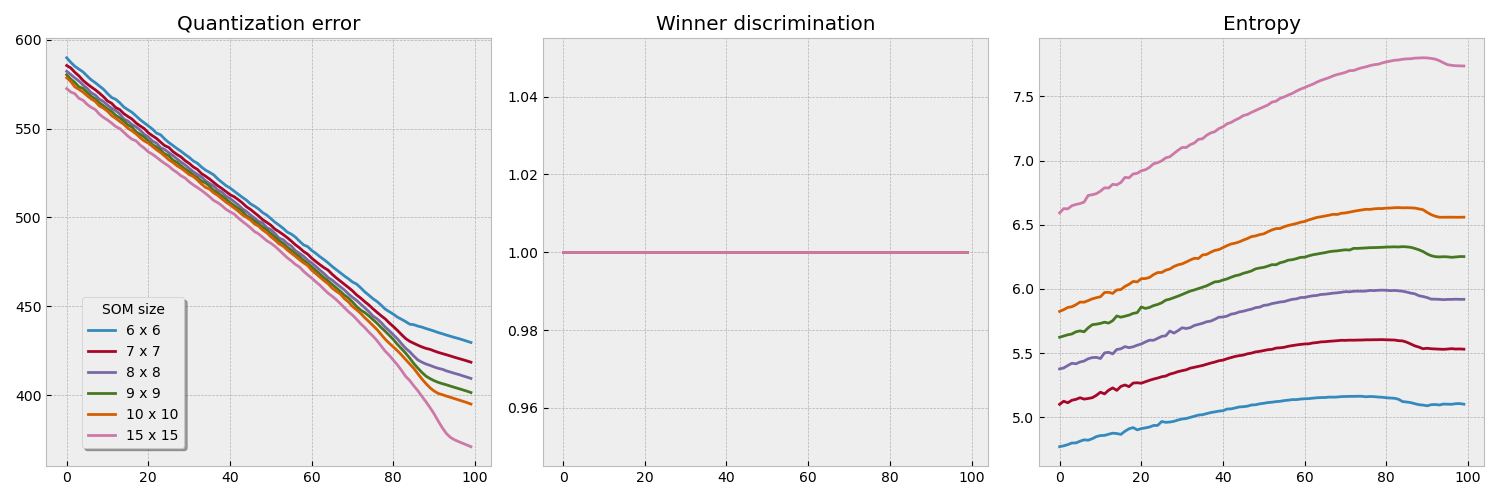 Quantization error
600
550
500
450
400
SOM size
6 x 6
7 x 7
8 x 8
9 x 9
10 x 10
15 x 15
0 20 40 60 80 100
Winner discrimination
1.04
1.02
1.00
0.98
0.96
0 20 40 60 80 100
Entropy
7.5
7.0
6.5
6.0
5.5
5.0
0 20 40 60 80 100